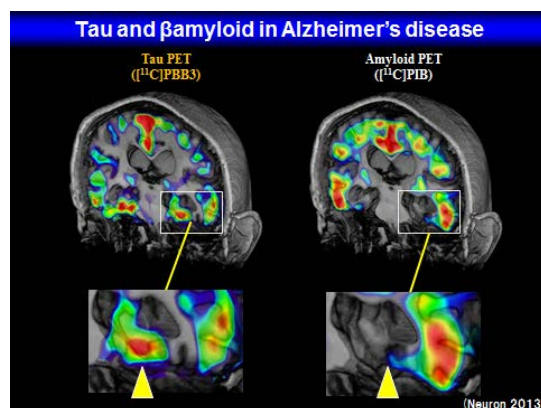 Tau and βamyloid in Alzheimer's disease
Tau PET
([¹¹C]PBB3)
Amyloid PET
([¹¹C]PIB)
(Neuron 2013